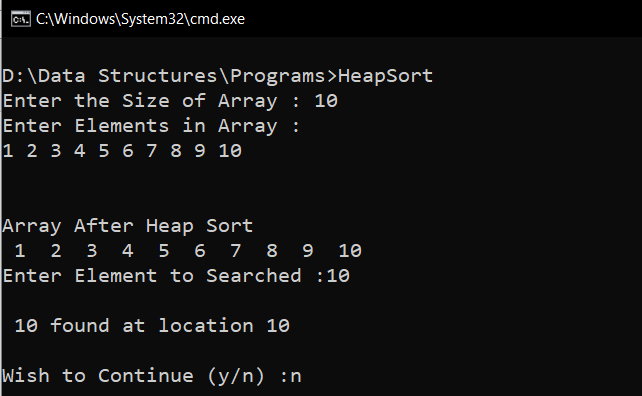 C:\Windows\System32\cmd.exe
D:\Data Structures\Programs>HeapSort
Enter the Size of Array : 10
Enter Elements in Array :
1 2 3 4 5 6 7 8 9 10
Array After Heap Sort
1  2  3  4  5  6  7  8  9  10
Enter Element to Searched :10
10 found at location 10
Wish to Continue (y/n) :n